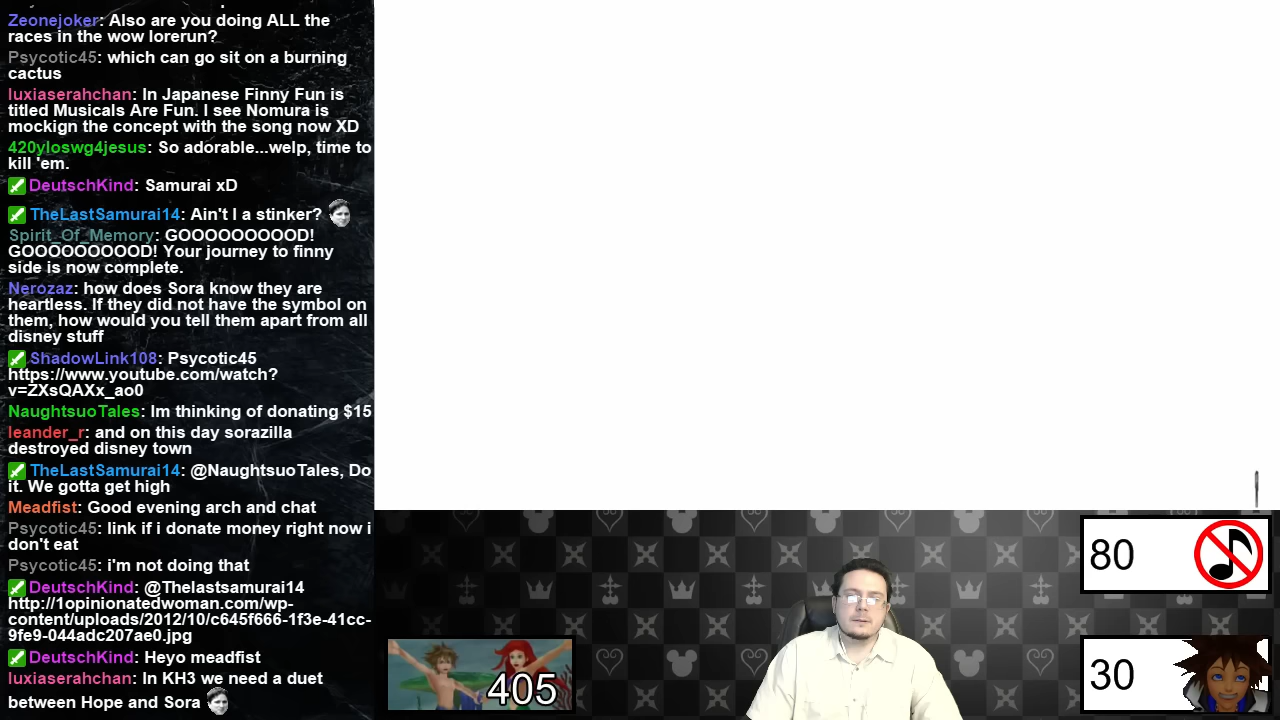 Zeonejoker: Also are you doing ALL the
races in the wow lorerun?
Psycotic45: which can go sit on a burning
cactus
luxiaserahchan: In Japanese Finny Fun is
titled Musicals Are Fun. I see Nomura is
mockign the concept with the song now XD
420yloswg4jesus: So adorable...welp, time to
kill 'em.
DeutschKind: Samurai xD
TheLastSamurai14: Ain't I a stinker?
Spirit_Of_Memory: GOOOOOOOOOD!
GOOOOOOOOOD! Your journey to finny
side is now complete.
Nerozaz: how does Sora know they are
heartless. If they did not have the symbol on
them, how would you tell them apart from all
disney stuff
ShadowLink108: Psycotic45
https://www.youtube.com/watch?
v=ZXsQAXx_ao0
NaughtsuoTales: Im thinking of donating $15
leander_r: and on this day sorazilla
destroyed disney town
TheLastSamurai14: @NaughtsuoTales, Do
it. We gotta get high
Meadfist: Good evening arch and chat
Psycotic45: link if i donate money right now i
don't eat
Psycotic45: i'm not doing that
DeutschKind: @Thelastsamurai14
http://1opinionatedwoman.com/wp-
content/uploads/2012/10/c645f666-1f3e-41cc-
9fe9-044adc207ae0.jpg
DeutschKind: Heyo meadfist
luxiaserahchan: In KH3 we need a duet
between Hope and Sora
405
80
30